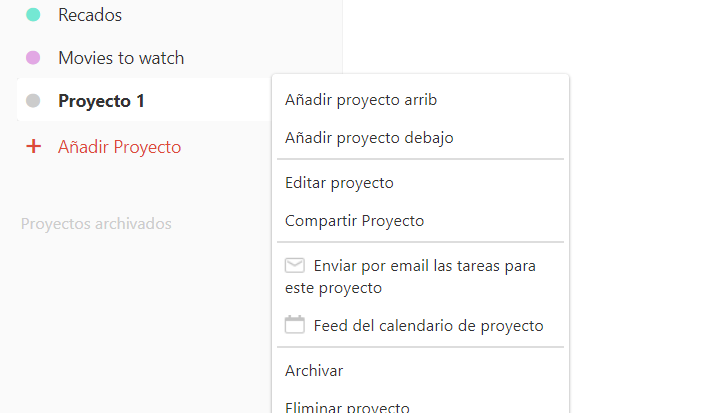 Recados
Movies to watch
Proyecto 1
Añadir Proyecto
Proyectos archivados
Añadir proyecto arrib
Añadir proyecto debajo
Editar proyecto
Compartir Proyecto
Enviar por email las tareas para
este proyecto
Feed del calendario de proyecto
Archivar
Eliminar proyecto